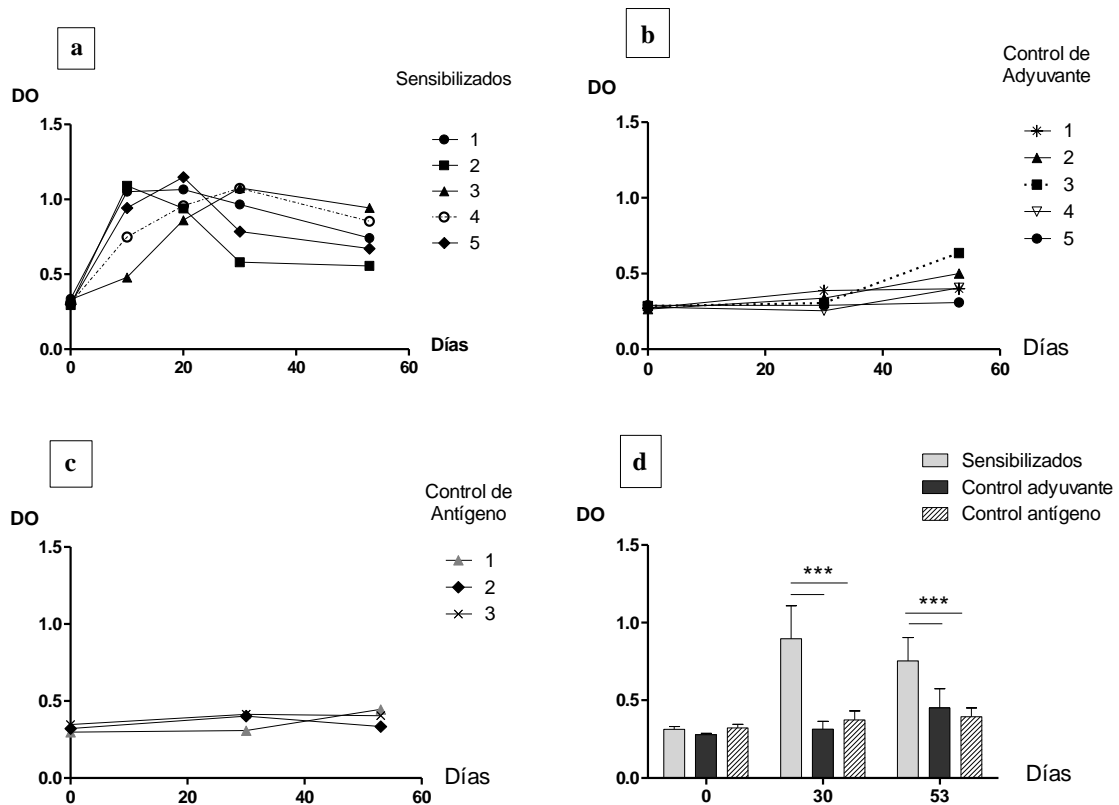 a
Sensibilizados
DO
1.5
1.0
0.5
0.0
0 20 40 60
Días
1
2
3
4
5
b
Control de
Adyuvante
DO
1.5
1.0
0.5
0.0
0 20 40 60
Días
1
2
3
4
5
c
Control de
Antígeno
DO
1.5
1.0
0.5
0.0
0 20 40 60
Días
1
2
3
d
Sensibilizados
Control adyuvante
Control antígeno
DO
1.5
1.0
0.5
0.0
*** ***
0 30 53
Días